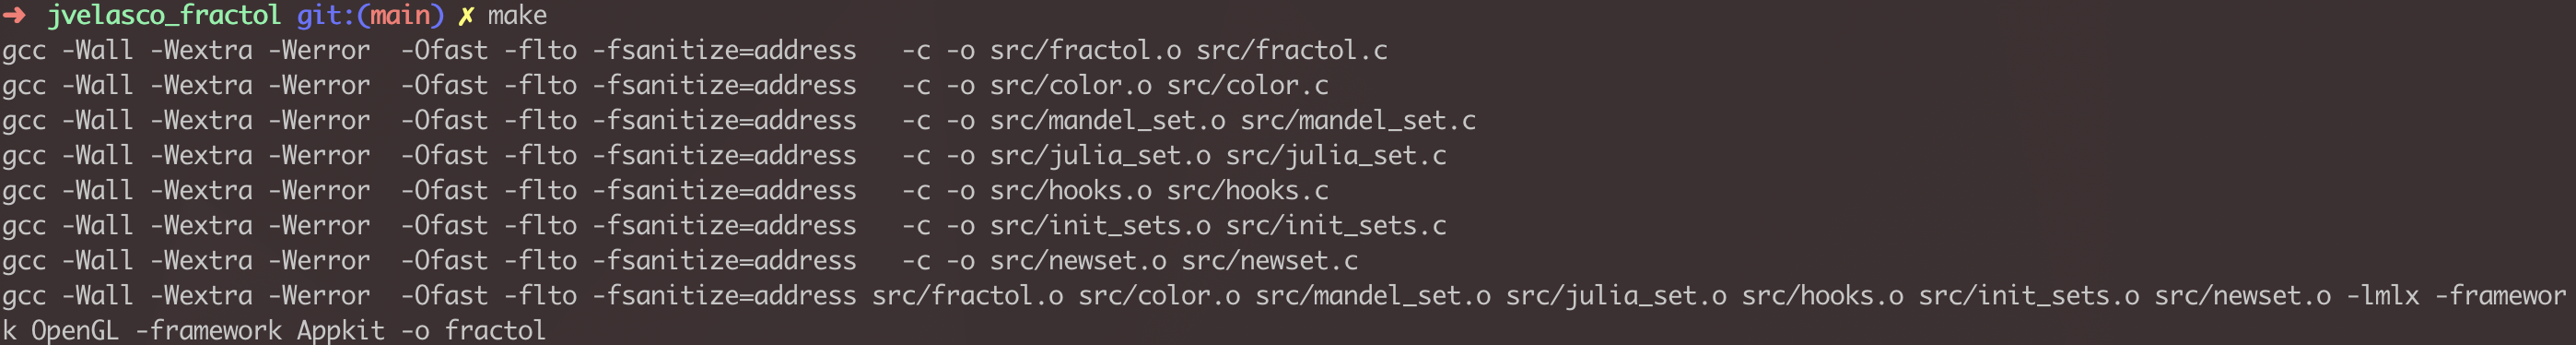 ➜  jvelasco_fractol git:(main) ✗ make
gcc -Wall -Wextra -Werror  -Ofast -flto -fsanitize=address   -c -o src/fractol.o src/fractol.c
gcc -Wall -Wextra -Werror  -Ofast -flto -fsanitize=address   -c -o src/color.o src/color.c
gcc -Wall -Wextra -Werror  -Ofast -flto -fsanitize=address   -c -o src/mandel_set.o src/mandel_set.c
gcc -Wall -Wextra -Werror  -Ofast -flto -fsanitize=address   -c -o src/julia_set.o src/julia_set.c
gcc -Wall -Wextra -Werror  -Ofast -flto -fsanitize=address   -c -o src/hooks.o src/hooks.c
gcc -Wall -Wextra -Werror  -Ofast -flto -fsanitize=address   -c -o src/init_sets.o src/init_sets.c
gcc -Wall -Wextra -Werror  -Ofast -flto -fsanitize=address   -c -o src/newset.o src/newset.c
gcc -Wall -Wextra -Werror  -Ofast -flto -fsanitize=address src/fractol.o src/color.o src/mandel_set.o src/julia_set.o src/hooks.o src/init_sets.o src/newset.o -lmlx -framewor
k OpenGL -framework Appkit -o fractol